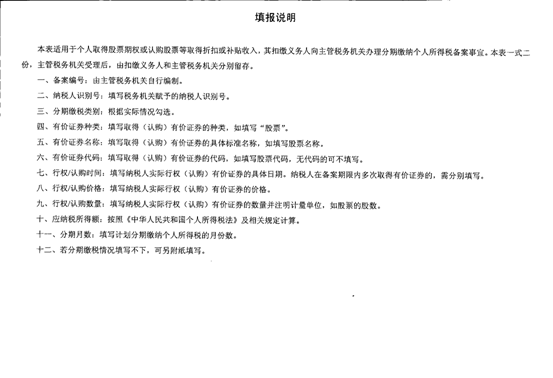 填报说明
本表适用于个人取得股票期权或认购股票等取得折扣或补贴收入，其扣缴义务人向主管税务机关办理分期缴纳个人所得税备案事宜。本表一式二
份，主管税务机关受理后，由扣缴义务人和主管税务机关分别留存。
一、备案编号：由主管税务机关自行编制。
二、纳税人识别号：填写税务机关赋予的纳税人识别号。
三、分期缴税类别：根据实际情况勾选。
四、有价证券种类：填写取得（认购）有价证券的种类，如填写“股票”。
五、有价证券名称：填写取得（认购）有价证券的具体标准名称，如填写股票名称。
六、有价证券代码：填写取得（认购）有价证券的代码，如填写股票代码，无代码的可不填写。
七、行权/认购时间：填写纳税人实际行权（认购）有价证券的具体日期。纳税人在备案期限内多次取得有价证券的，需分别填写。
八、行权/认购价格：填写纳税人实际行权（认购）有价证券的价格。
九、行权/认购数量：填写纳税人实际行权（认购）有价证券的数量并注明计量单位，如股票的股数。
十、应纳税所得额：按照《中华人民共和国个人所得税法》及相关规定计算。
十一、分期月数：填写计划分期缴纳个人所得税的月份数。
十二、若分期缴税情况填写不下，可另附纸填写。